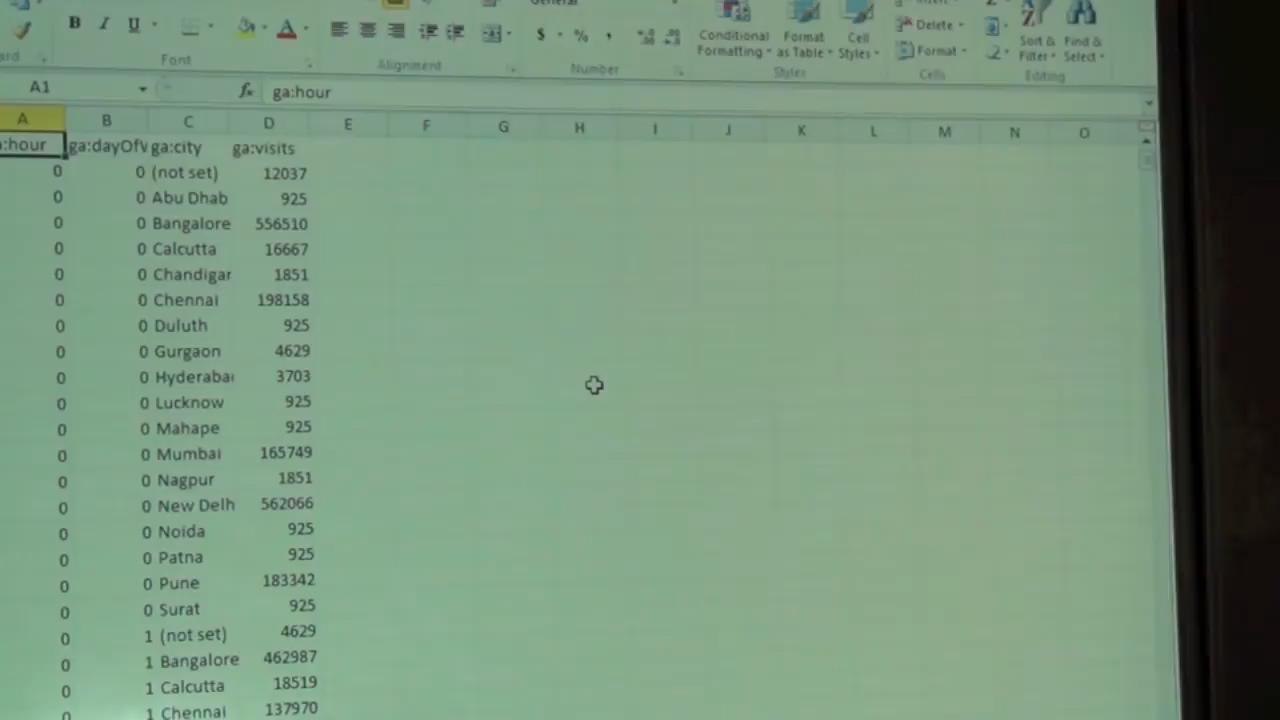 General
B I U
$ % ,
Conditional Formatting
Format as Table
Cell Styles
Delete
Format
Sort & Filter
Find & Select
Font
Alignment
Number
Styles
Cells
Editing
A1 fx ga:hour
A B C D E F G H I J K L M N O
a:hour ga:dayOfW ga:city ga:visits
0 0 (not set) 12037
0 0 Abu Dhab 925
0 0 Bangalore 556510
0 0 Calcutta 16667
0 0 Chandigar 1851
0 0 Chennai 198158
0 0 Duluth 925
0 0 Gurgaon 4629
0 0 Hyderabai 3703
0 0 Lucknow 925
0 0 Mahape 925
0 0 Mumbai 165749
0 0 Nagpur 1851
0 0 New Delh 562066
0 0 Noida 925
0 0 Patna 925
0 0 Pune 183342
0 0 Surat 925
0 1 (not set) 4629
0 1 Bangalore 462987
0 1 Calcutta 18519
0 1 Chennai 137970